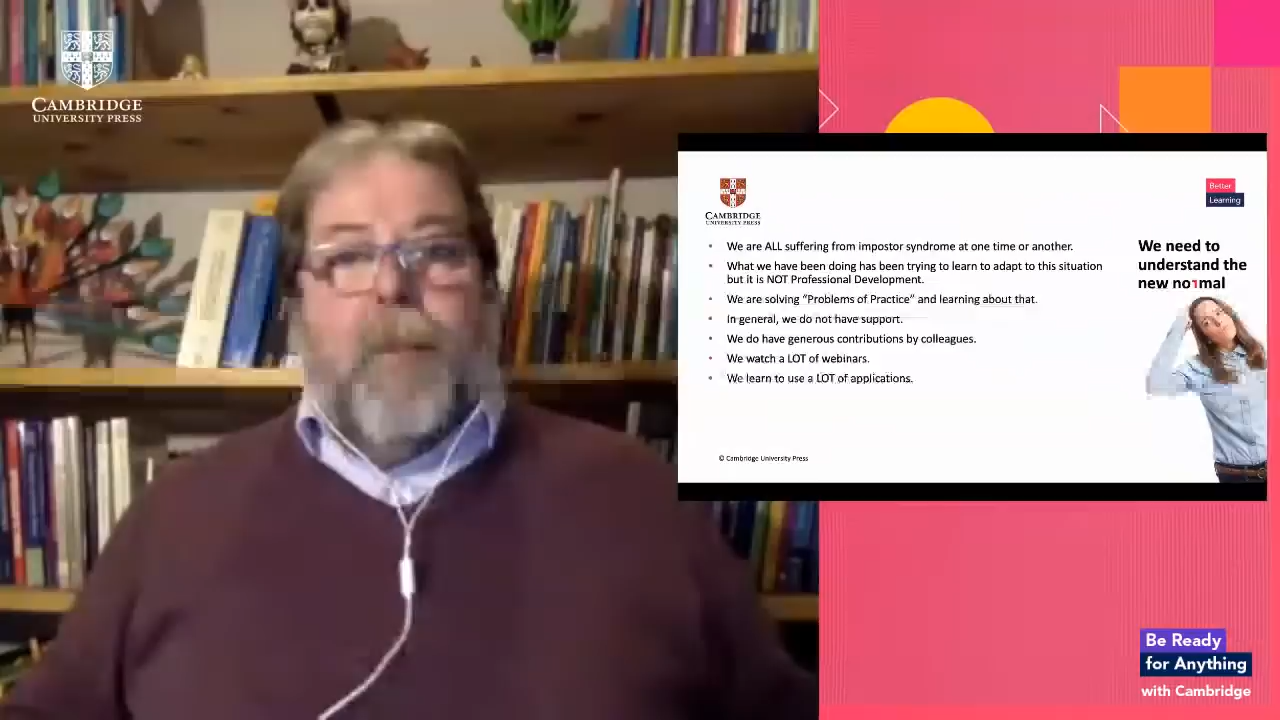 CAMBRIDGE
UNIVERSITY PRESS
CAMBRIDGE
UNIVERSITY PRESS
Better
Learning
• We are ALL suffering from impostor syndrome at one time or another.
• What we have been doing has been trying to learn to adapt to this situation
but it is NOT Professional Development.
• We are solving “Problems of Practice” and learning about that.
• In general, we do not have support.
• We do have generous contributions by colleagues.
• We watch a LOT of webinars.
• We learn to use a LOT of applications.
We need to
understand the
new no1mal
© Cambridge University Press
Be Ready
for Anything
with Cambridge